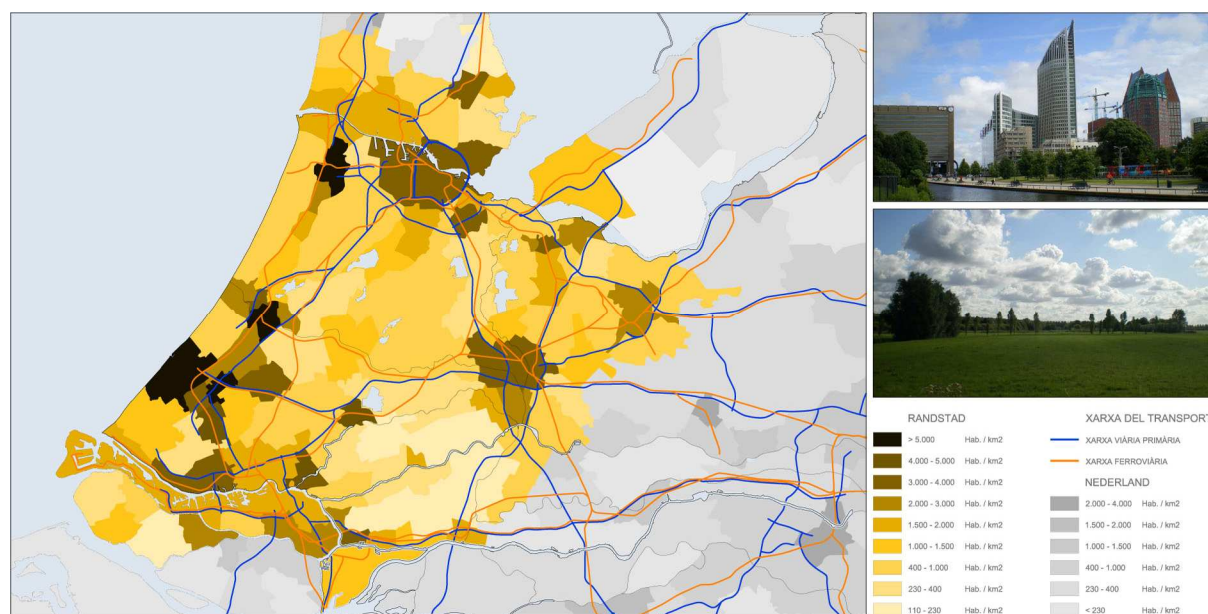 RANDSTAD
> 5.000 Hab. / km2
4.000 - 5.000 Hab. / km2
3.000 - 4.000 Hab. / km2
2.000 - 3.000 Hab. / km2
1.500 - 2.000 Hab. / km2
1.000 - 1.500 Hab. / km2
400 - 1.000 Hab. / km2
230 - 400 Hab. / km2
110 - 230 Hab. / km2
XARXA DEL TRANSPORT
XARXA VIÀRIA PRIMÀRIA
XARXA FERROVIÀRIA
NEDERLAND
2.000 - 4.000 Hab. / km2
1.500 - 2.000 Hab. / km2
1.000 - 1.500 Hab. / km2
400 - 1.000 Hab. / km2
230 - 400 Hab. / km2
< 230 Hab. / km2